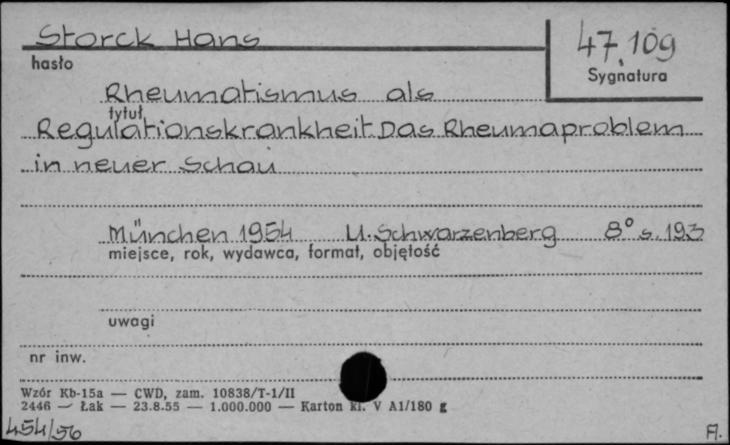 Storck Hans
47.109
hasło
Sygnatura
Rheumatismus als
tytuł
Regulationskrankheit. Das Rheumaproblem
in neuer Schau
München 1954 U. Schwarzenberg 8° s. 193
miejsce, rok, wydawca, format, objętość
uwagi
nr inw.
Wzór Kb-15a — CWD, zam. 10838/T-1/II
2446 — Łak — 23.8.55 — 1.000.000 — Karton kl. V A1/180 g
454/56
A.